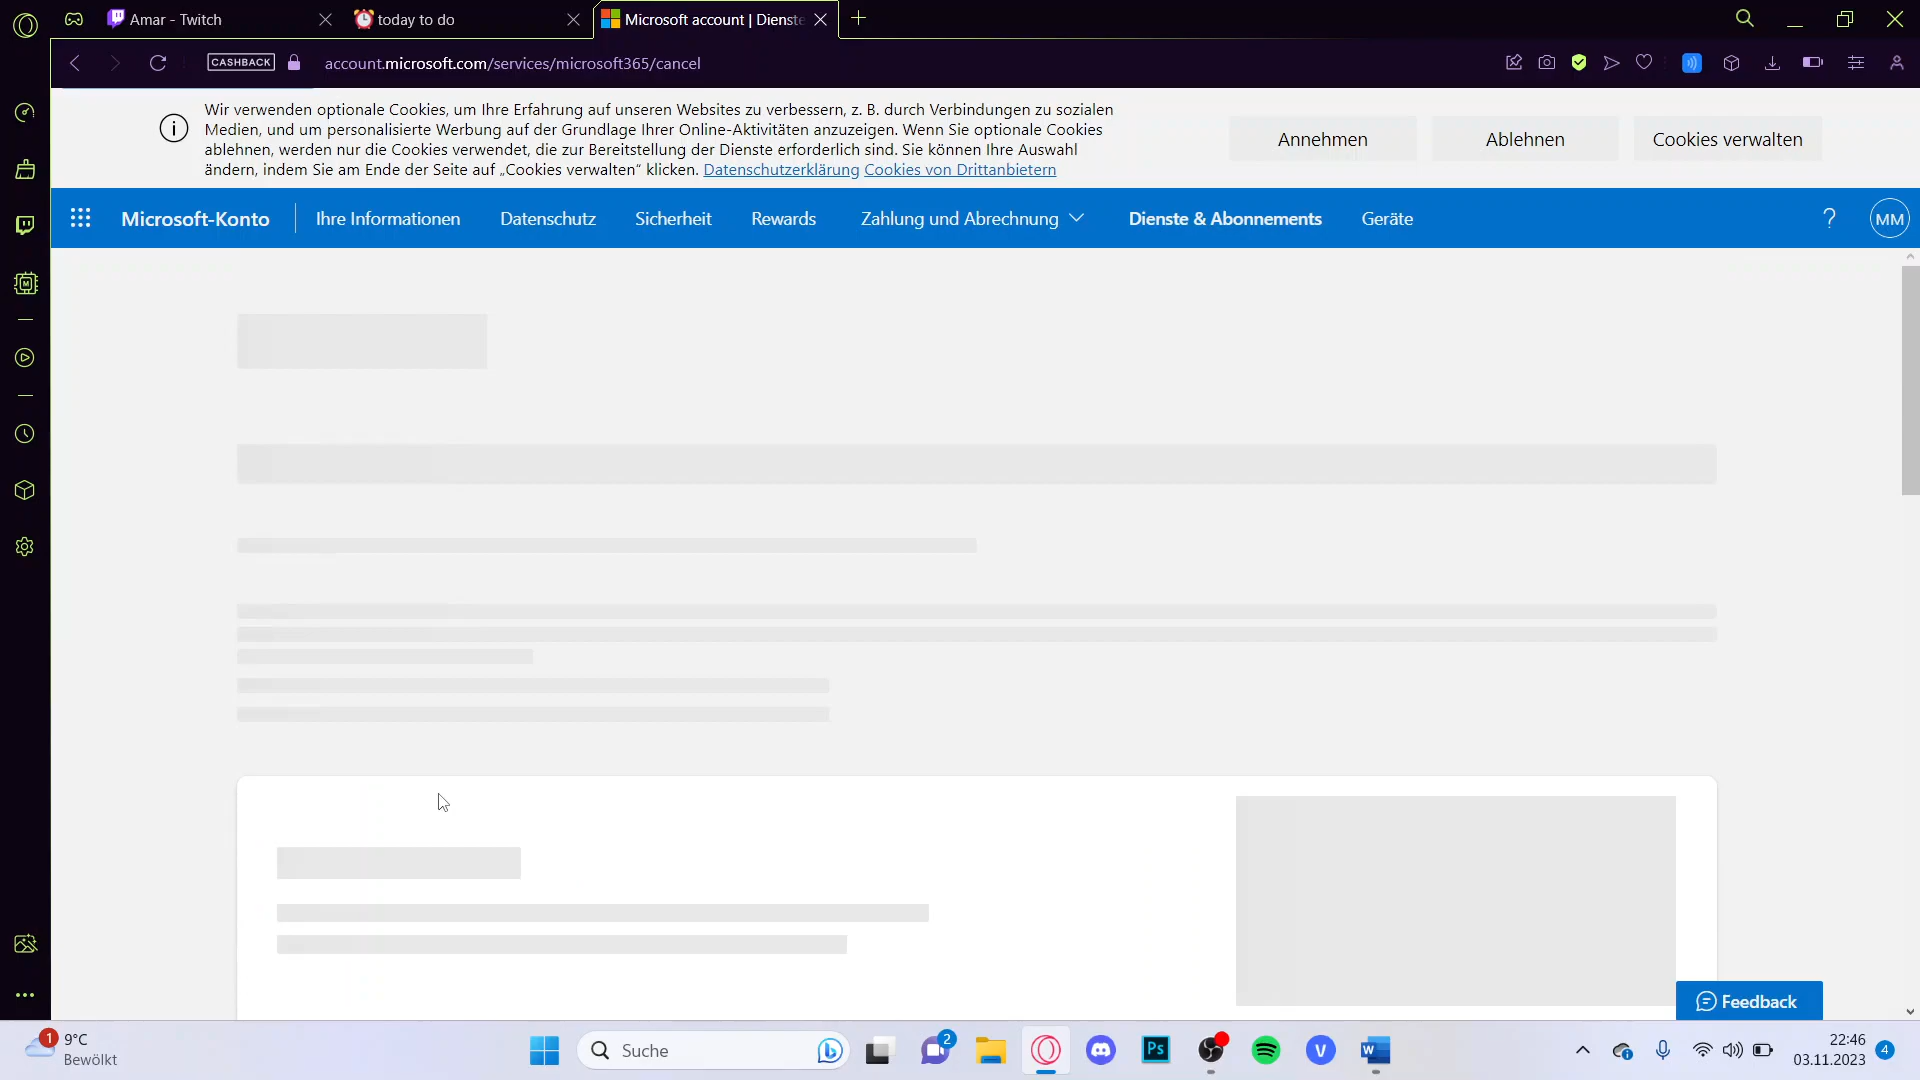 Amar - Twitch
today to do
Microsoft account | Dienste
CASHBACK
account.microsoft.com/services/microsoft365/cancel
Wir verwenden optionale Cookies, um Ihre Erfahrung auf unseren Websites zu verbessern, z. B. durch Verbindungen zu sozialen
Medien, und um personalisierte Werbung auf der Grundlage Ihrer Online-Aktivitäten anzuzeigen. Wenn Sie optionale Cookies
ablehnen, werden nur die Cookies verwendet, die zur Bereitstellung der Dienste erforderlich sind. Sie können Ihre Auswahl
ändern, indem Sie am Ende der Seite auf „Cookies verwalten“ klicken. Datenschutzerklärung Cookies von Drittanbietern
Annehmen
Ablehnen
Cookies verwalten
Microsoft-Konto
Ihre Informationen
Datenschutz
Sicherheit
Rewards
Zahlung und Abrechnung
Dienste & Abonnements
Geräte
?
MM
Feedback
1
9°C
Bewölkt
Suche
2
Ps
V
W
22:46
03.11.2023
4